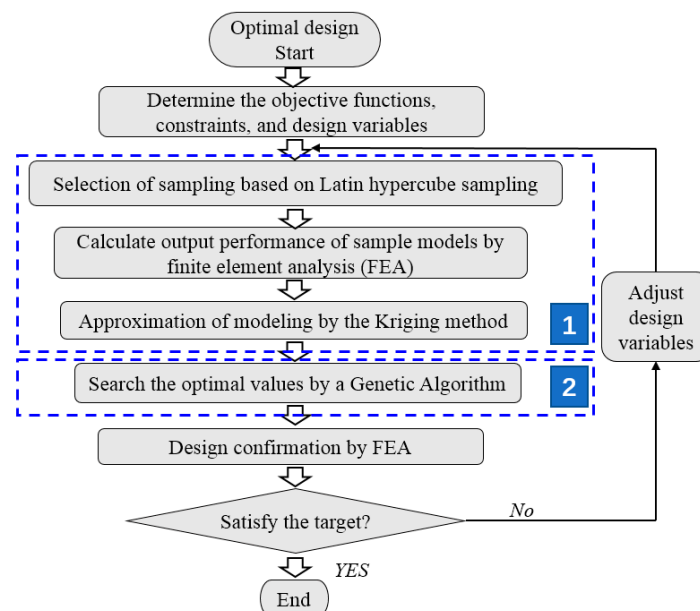 Optimal design
Start
Determine the objective functions,
constraints, and design variables
Selection of sampling based on Latin hypercube sampling
Calculate output performance of sample models by
finite element analysis (FEA)
Approximation of modeling by the Kriging method
1
Adjust
design
variables
Search the optimal values by a Genetic Algorithm
2
Design confirmation by FEA
Satisfy the target?
No
YES
End